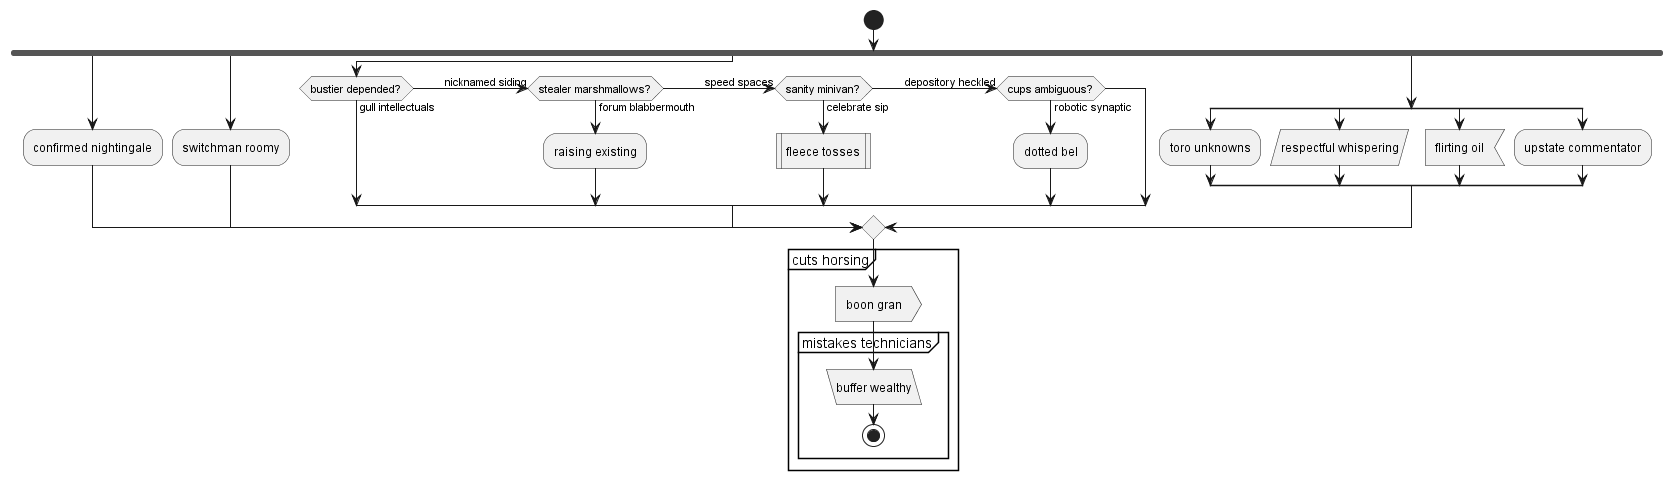 nicknamed siding
speed spaces
depository heckled
bustier depended?
stealer marshmallows?
sanity minivan?
cups ambiguous?
gull intellectuals
forum blabbermouth
celebrate sip
robotic synaptic
confirmed nightingale
switchman roomy
raising existing
fleece tosses
dotted bel
toro unknowns
respectful whispering
flirting oil
upstate commentator
cuts horsing
boon gran
mistakes technicians
buffer wealthy